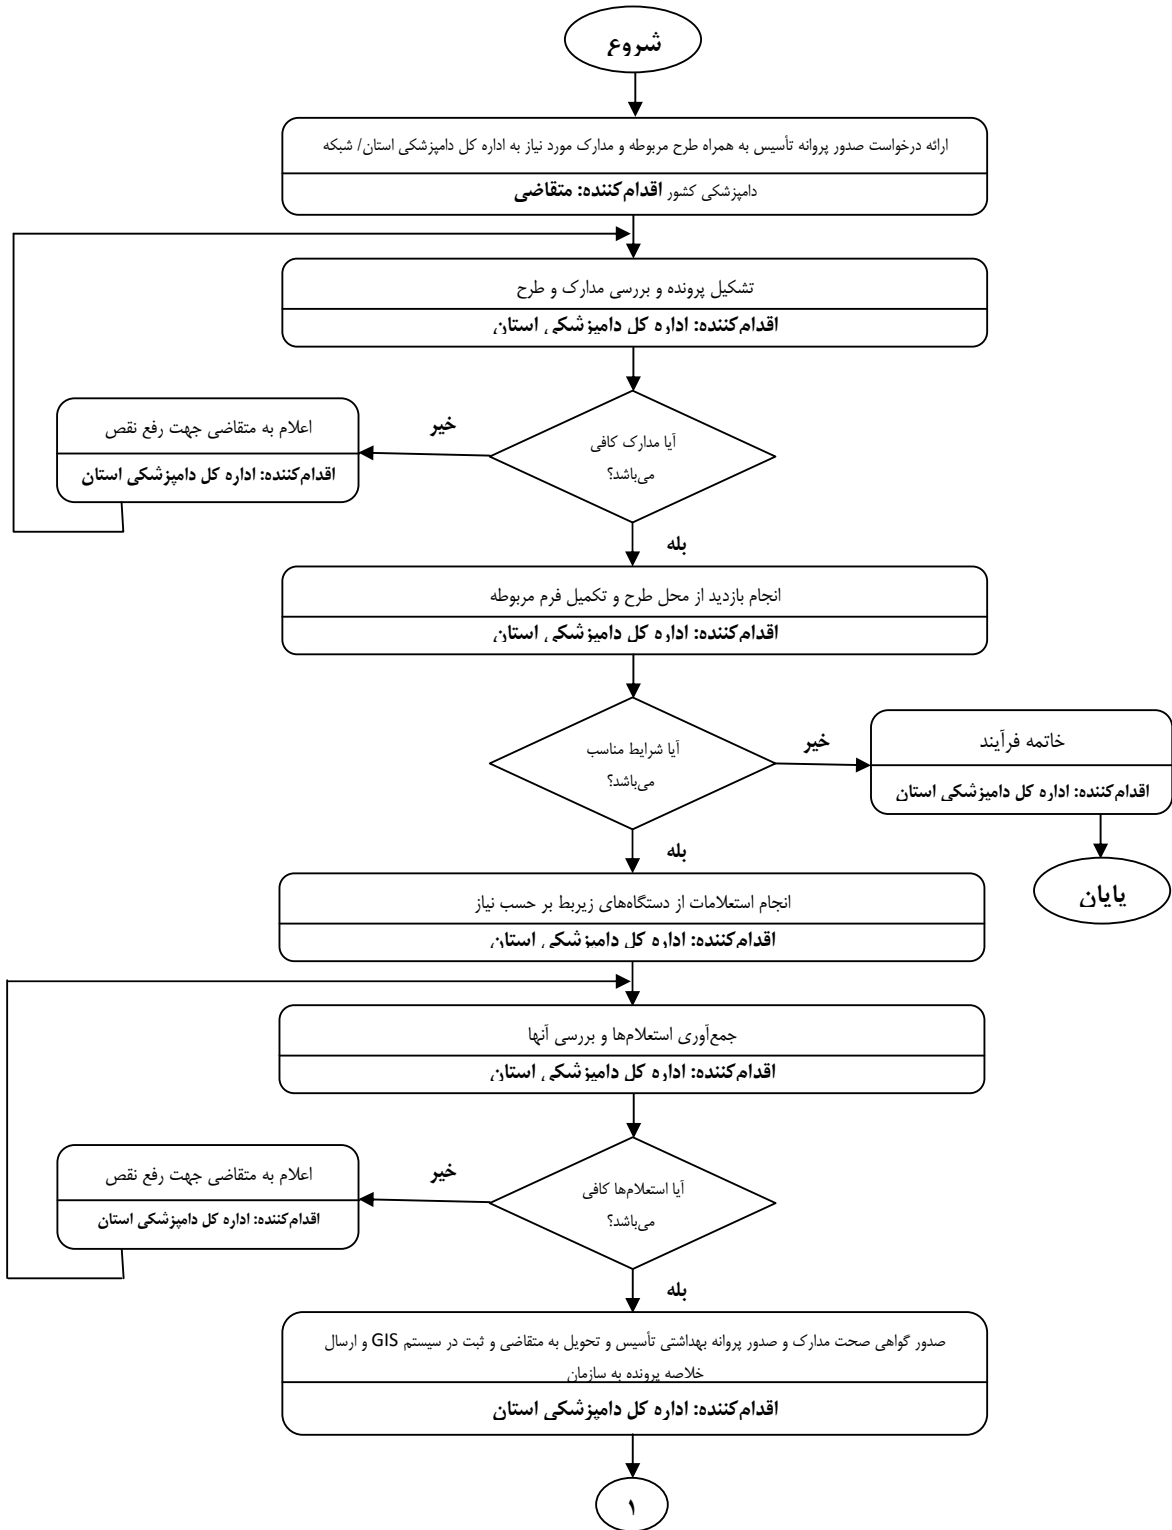 شروع
ارائه درخواست صدور پروانه تأسیس به همراه طرح مربوطه و مدارک مورد نیاز به اداره کل دامپزشکی استان/ شبکه
دامپزشکی کشور اقدام‌کننده: متقاضی
تشکیل پرونده و بررسی مدارک و طرح
اقدام‌کننده: اداره کل دامپزشکی استان
آیا مدارک کافی
می‌باشد؟
خیر
اعلام به متقاضی جهت رفع نقص
اقدام‌کننده: اداره کل دامپزشکی استان
بله
انجام بازدید از محل طرح و تکمیل فرم مربوطه
اقدام‌کننده: اداره کل دامپزشکی استان
آیا شرایط مناسب
می‌باشد؟
خیر
خاتمه فرآیند
اقدام‌کننده: اداره کل دامپزشکی استان
پایان
بله
انجام استعلامات از دستگاه‌های زیربط بر حسب نیاز
اقدام‌کننده: اداره کل دامپزشکی استان
جمع‌آوری استعلام‌ها و بررسی آنها
اقدام‌کننده: اداره کل دامپزشکی استان
آیا استعلام‌ها کافی
می‌باشد؟
خیر
اعلام به متقاضی جهت رفع نقص
اقدام‌کننده: اداره کل دامپزشکی استان
بله
صدور گواهی صحت مدارک و صدور پروانه بهداشتی تأسیس و تحویل به متقاضی و ثبت در سیستم GIS و ارسال
خلاصه پرونده به سازمان
اقدام‌کننده: اداره کل دامپزشکی استان
۱